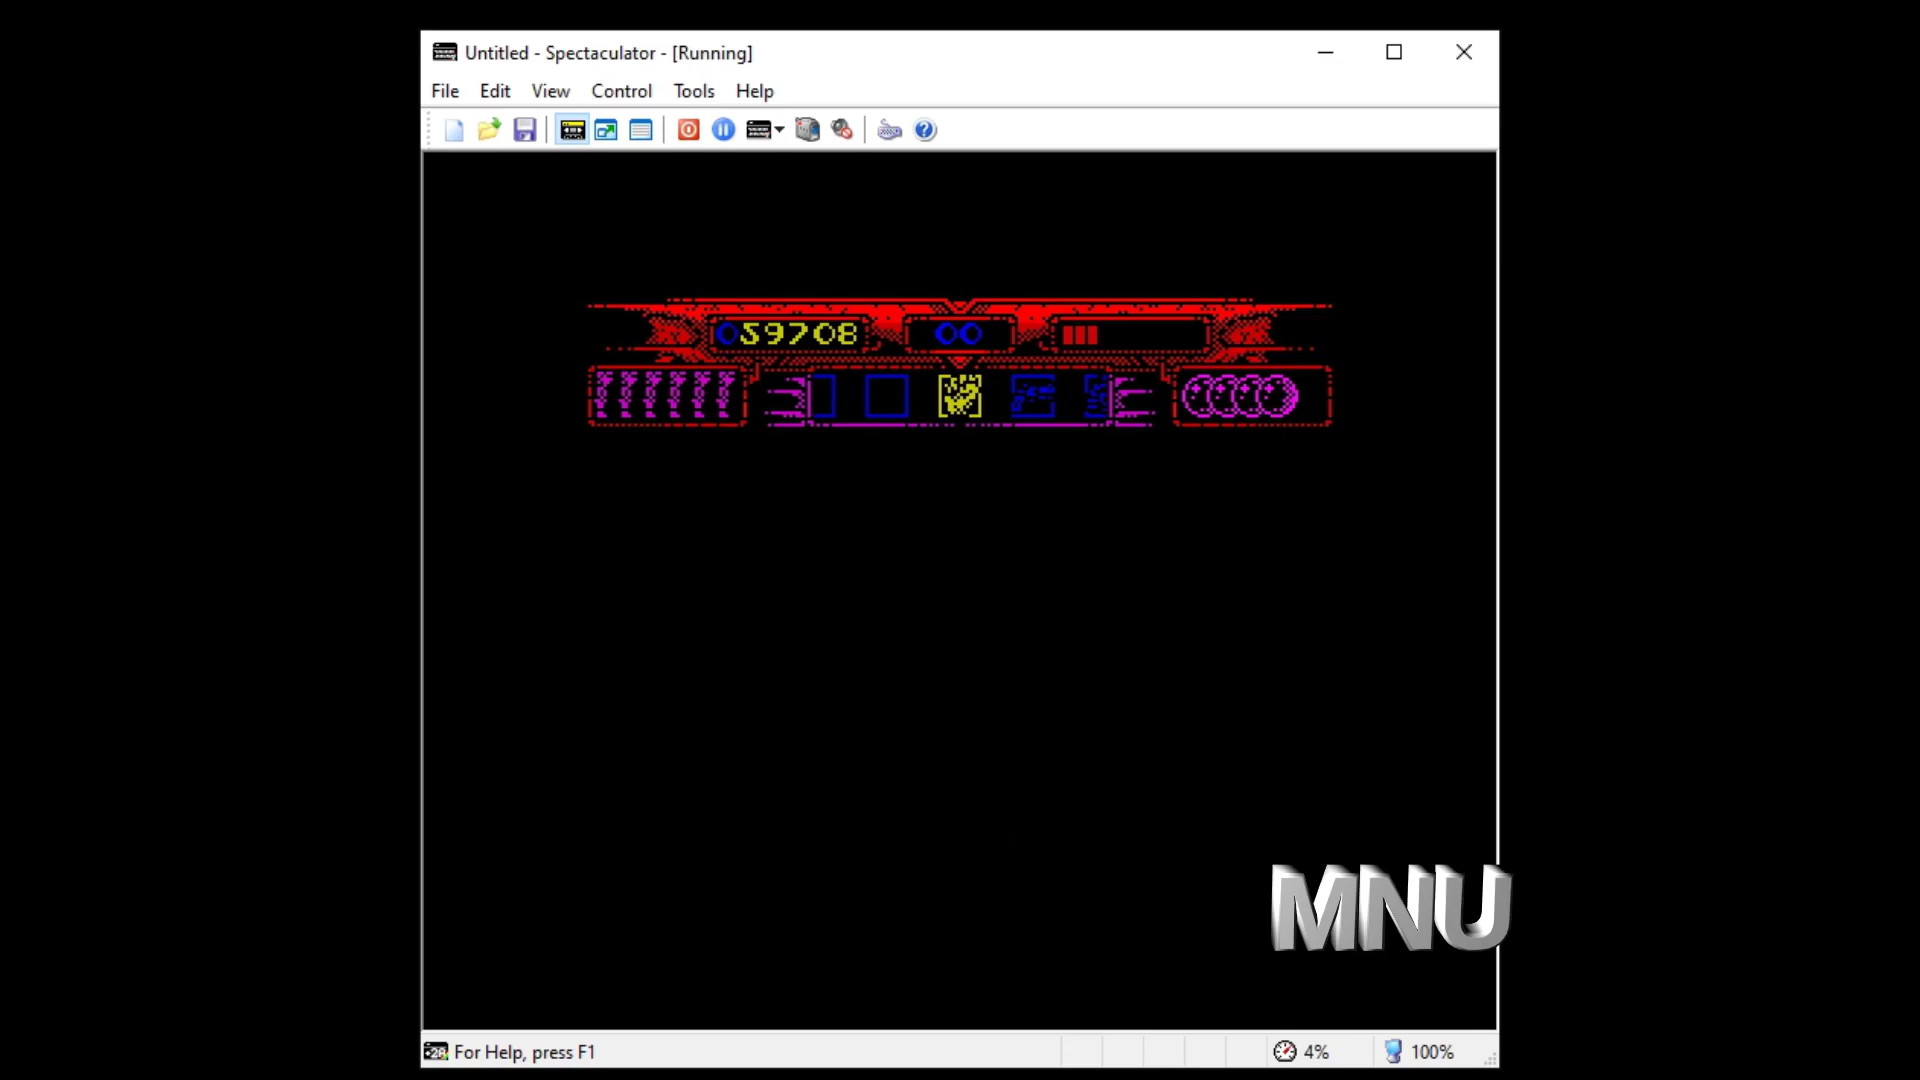 Untitled - Spectaculator - [Running]
File Edit View Control Tools Help
059708
00
MNU
For Help, press F1
4%
100%